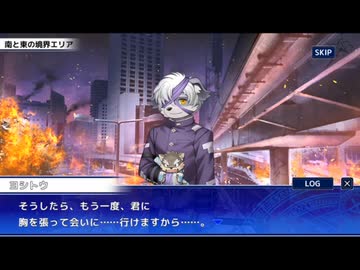 南と東の境界エリア
SKIP
ヨシトウ
LOG
そうしたら、もう一度、君に
胸を張って会いに……行けますから……。